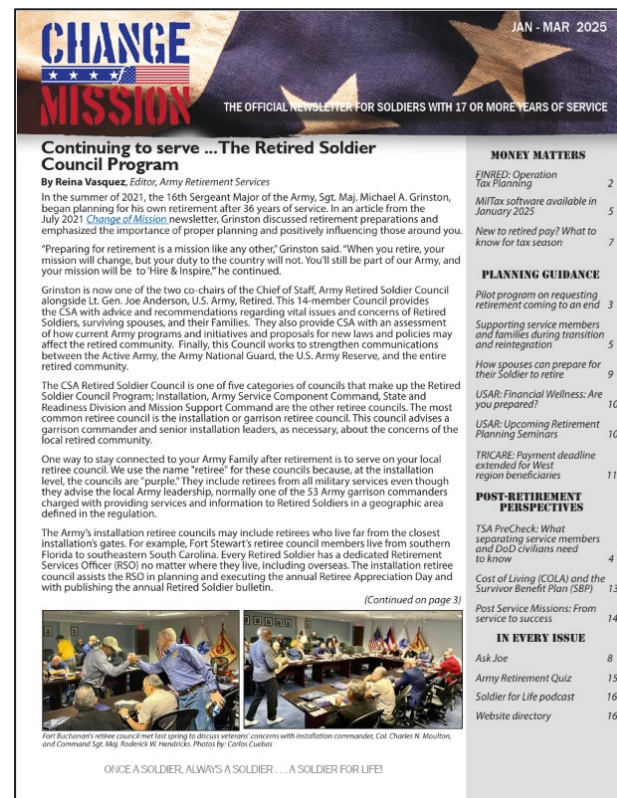 CHANGE
of
MISSION
JAN - MAR 2025
THE OFFICIAL NEWSLETTER FOR SOLDIERS WITH 17 OR MORE YEARS OF SERVICE
Continuing to serve ...The Retired Soldier
Council Program
By Reina Vasquez, Editor, Army Retirement Services
In the summer of 2021, the 16th Sergeant Major of the Army, Sgt. Maj. Michael A. Grinston,
began planning for his own retirement after 36 years of service. In an article from the
July 2021 Change of Mission newsletter, Grinston discussed retirement preparations and
emphasized the importance of proper planning and positively influencing those around you.
"Preparing for retirement is a mission like any other," Grinston said. "When you retire, your
mission will change, but your duty to the country will not. You'll still be part of our Army, and
your mission will be to 'Hire & Inspire,'" he continued.
Grinston is now one of the two co-chairs of the Chief of Staff, Army Retired Soldier Council
alongside Lt. Gen. Joe Anderson, U.S. Army, Retired. This 14-member Council provides
the CSA with advice and recommendations regarding vital issues and concerns of Retired
Soldiers, surviving spouses, and their Families. They also provide CSA with an assessment
of how current Army programs and initiatives and proposals for new laws and policies may
affect the retired community. Finally, this Council works to strengthen communications
between the Active Army, the Army National Guard, the U.S. Army Reserve, and the entire
retired community.
The CSA Retired Soldier Council is one of five categories of councils that make up the Retired
Soldier Council Program; Installation, Army Service Component Command, State and
Readiness Division and Mission Support Command are the other retiree councils. The most
common retiree council is the installation or garrison retiree council. This council advises a
garrison commander and senior installation leaders, as necessary, about the concerns of the
local retired community.
One way to stay connected to your Army Family after retirement is to serve on your local
retiree council. We use the name "retiree" for these councils because, at the installation
level, the councils are "purple." They include retirees from all military services even though
they advise the local Army leadership, normally one of the 53 Army garrison commanders
charged with providing services and information to Retired Soldiers in a geographic area
defined in the regulation.
The Army's installation retiree councils may include retirees who live far from the closest
installation's gates. For example, Fort Stewart's retiree council members live from southern
Florida to southeastern South Carolina. Every Retired Soldier has a dedicated Retirement
Services Officer (RSO) no matter where they live, including overseas. The installation retiree
council assists the RSO in planning and executing the annual Retiree Appreciation Day and
with publishing the annual Retired Soldier bulletin.
(Continued on page 3)
Fort Buchanan's retiree council met last spring to discuss veterans' concerns with installation commander, Col. Charles N. Moulton,
and Command Sgt. Maj. Roderick W. Hendricks. Photos by: Carlos Cuebas
ONCE A SOLDIER, ALWAYS A SOLDIER . . . A SOLDIER FOR LIFE!
MONEY MATTERS
FINRED: Operation
Tax Planning 2
MilTax software available in
January 2025 5
New to retired pay? What to
know for tax season 7
PLANNING GUIDANCE
Pilot program on requesting
retirement coming to an end 3
Supporting service members
and families during transition
and reintegration 5
How spouses can prepare for
their Soldier to retire 9
USAR: Financial Wellness: Are
you prepared? 10
USAR: Upcoming Retirement
Planning Seminars 10
TRICARE: Payment deadline
extended for West
region beneficiaries 11
POST-RETIREMENT
PERSPECTIVES
TSA PreCheck: What
separating service members
and DoD civilians need
to know 4
Cost of Living (COLA) and the
Survivor Benefit Plan (SBP) 13
Post Service Missions: From
service to success 14
IN EVERY ISSUE
Ask Joe 8
Army Retirement Quiz 15
Soldier for Life podcast 16
Website directory 16